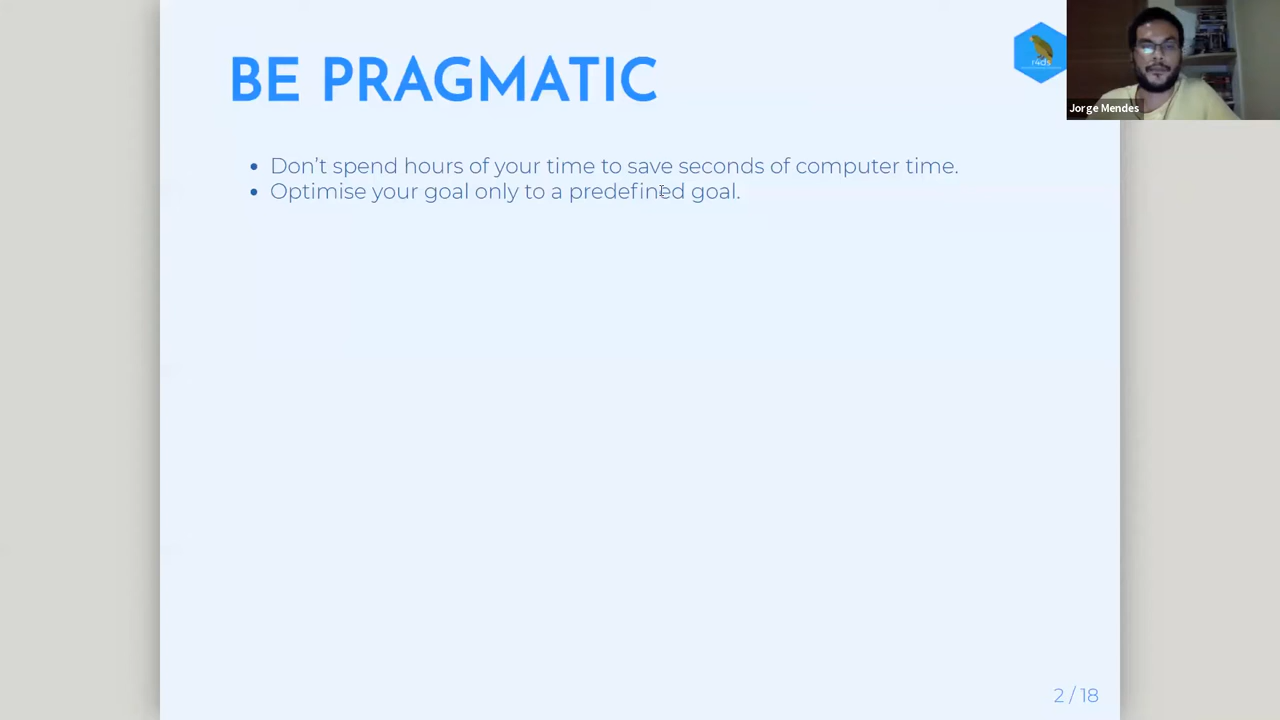 BE PRAGMATIC
r4ds
Jorge Mendes
Don’t spend hours of your time to save seconds of computer time.
Optimise your goal only to a predefined goal.
2 / 18